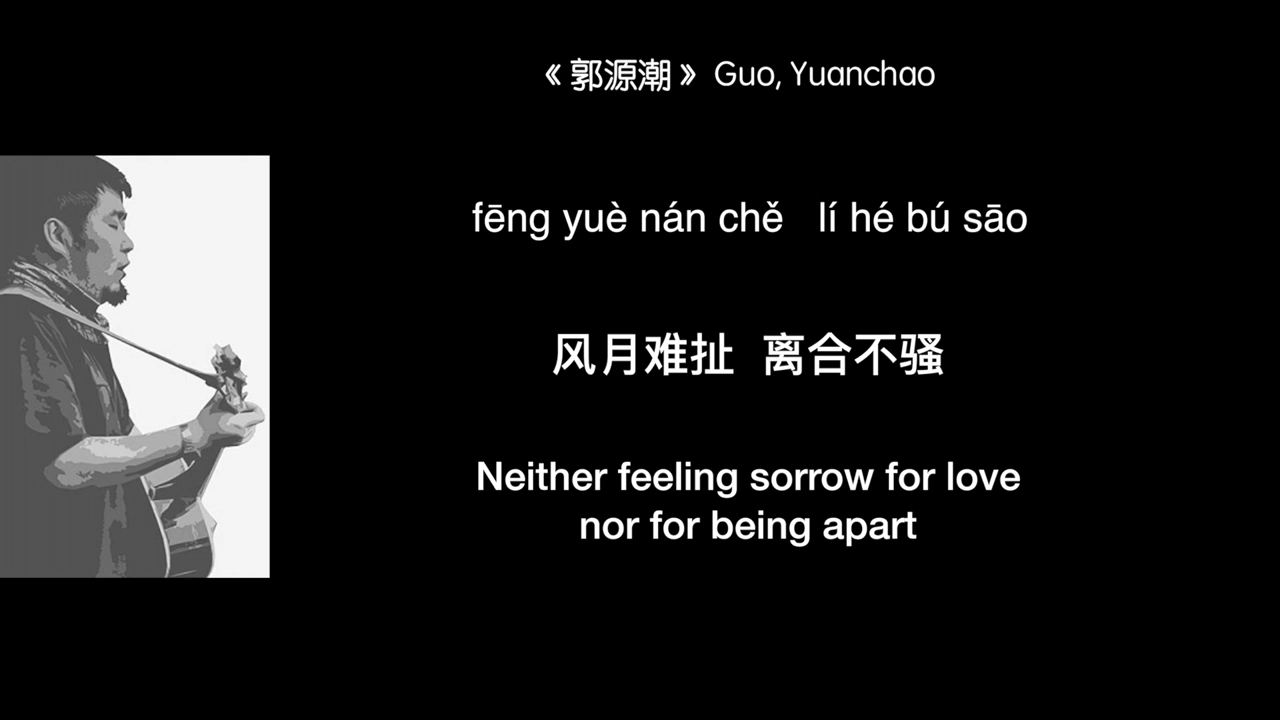 《郭源潮》 Guo, Yuanchao
fēng yuè nán chě lí hé bú sāo
风月难扯 离合不骚
Neither feeling sorrow for love
nor for being apart